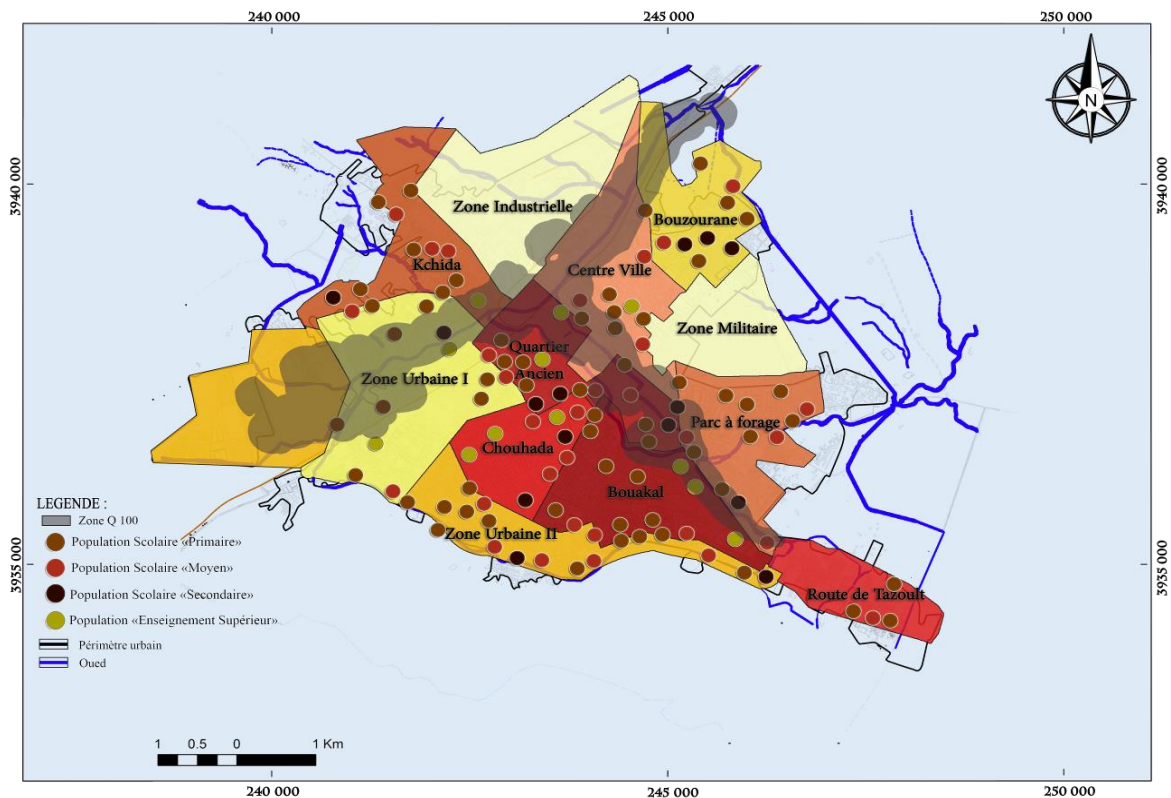 240 000
245 000
250 000
N
3940 000
3940 000
Zone Industrielle
Bouzourane
Kchida
Centre Ville
Zone Militaire
Quartier
Ancien
Zone Urbaine I
Parc à forage
Chouhada
Bouakal
Zone Urbaine II
Route de Tazoult
3935 000
3935 000
LEGENDE :
Zone Q 100
Population Scolaire «Primaire»
Population Scolaire «Moyen»
Population Scolaire «Secondaire»
Population «Enseignement Supérieur»
Périmètre urbain
Oued
1 0.5 0 1 Km
240 000
245 000
250 000